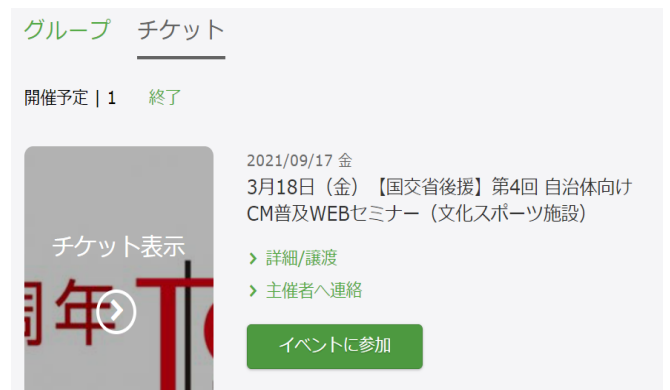 グループ チケット
開催予定 | 1 終了
2021/09/17 金
3月18日（金）【国交省後援】第4回 自治体向け
CM普及WEBセミナー（文化スポーツ施設）
チケット表示
詳細/譲渡
主催者へ連絡
周年 T
イベントに参加